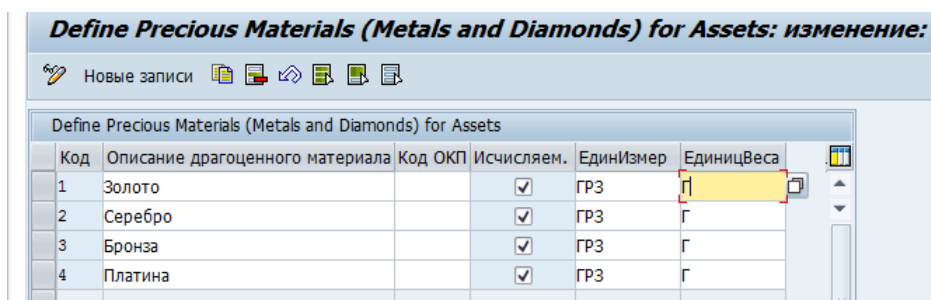 Define Precious Materials (Metals and Diamonds) for Assets: изменение:
Новые записи
Define Precious Materials (Metals and Diamonds) for Assets
Код Описание драгоценного материала Код ОКП Исчисляем. ЕдинИзмер ЕдиницВеса
1 Золото ГРЗ Г
2 Серебро ГРЗ Г
3 Бронза ГРЗ Г
4 Платина ГРЗ Г